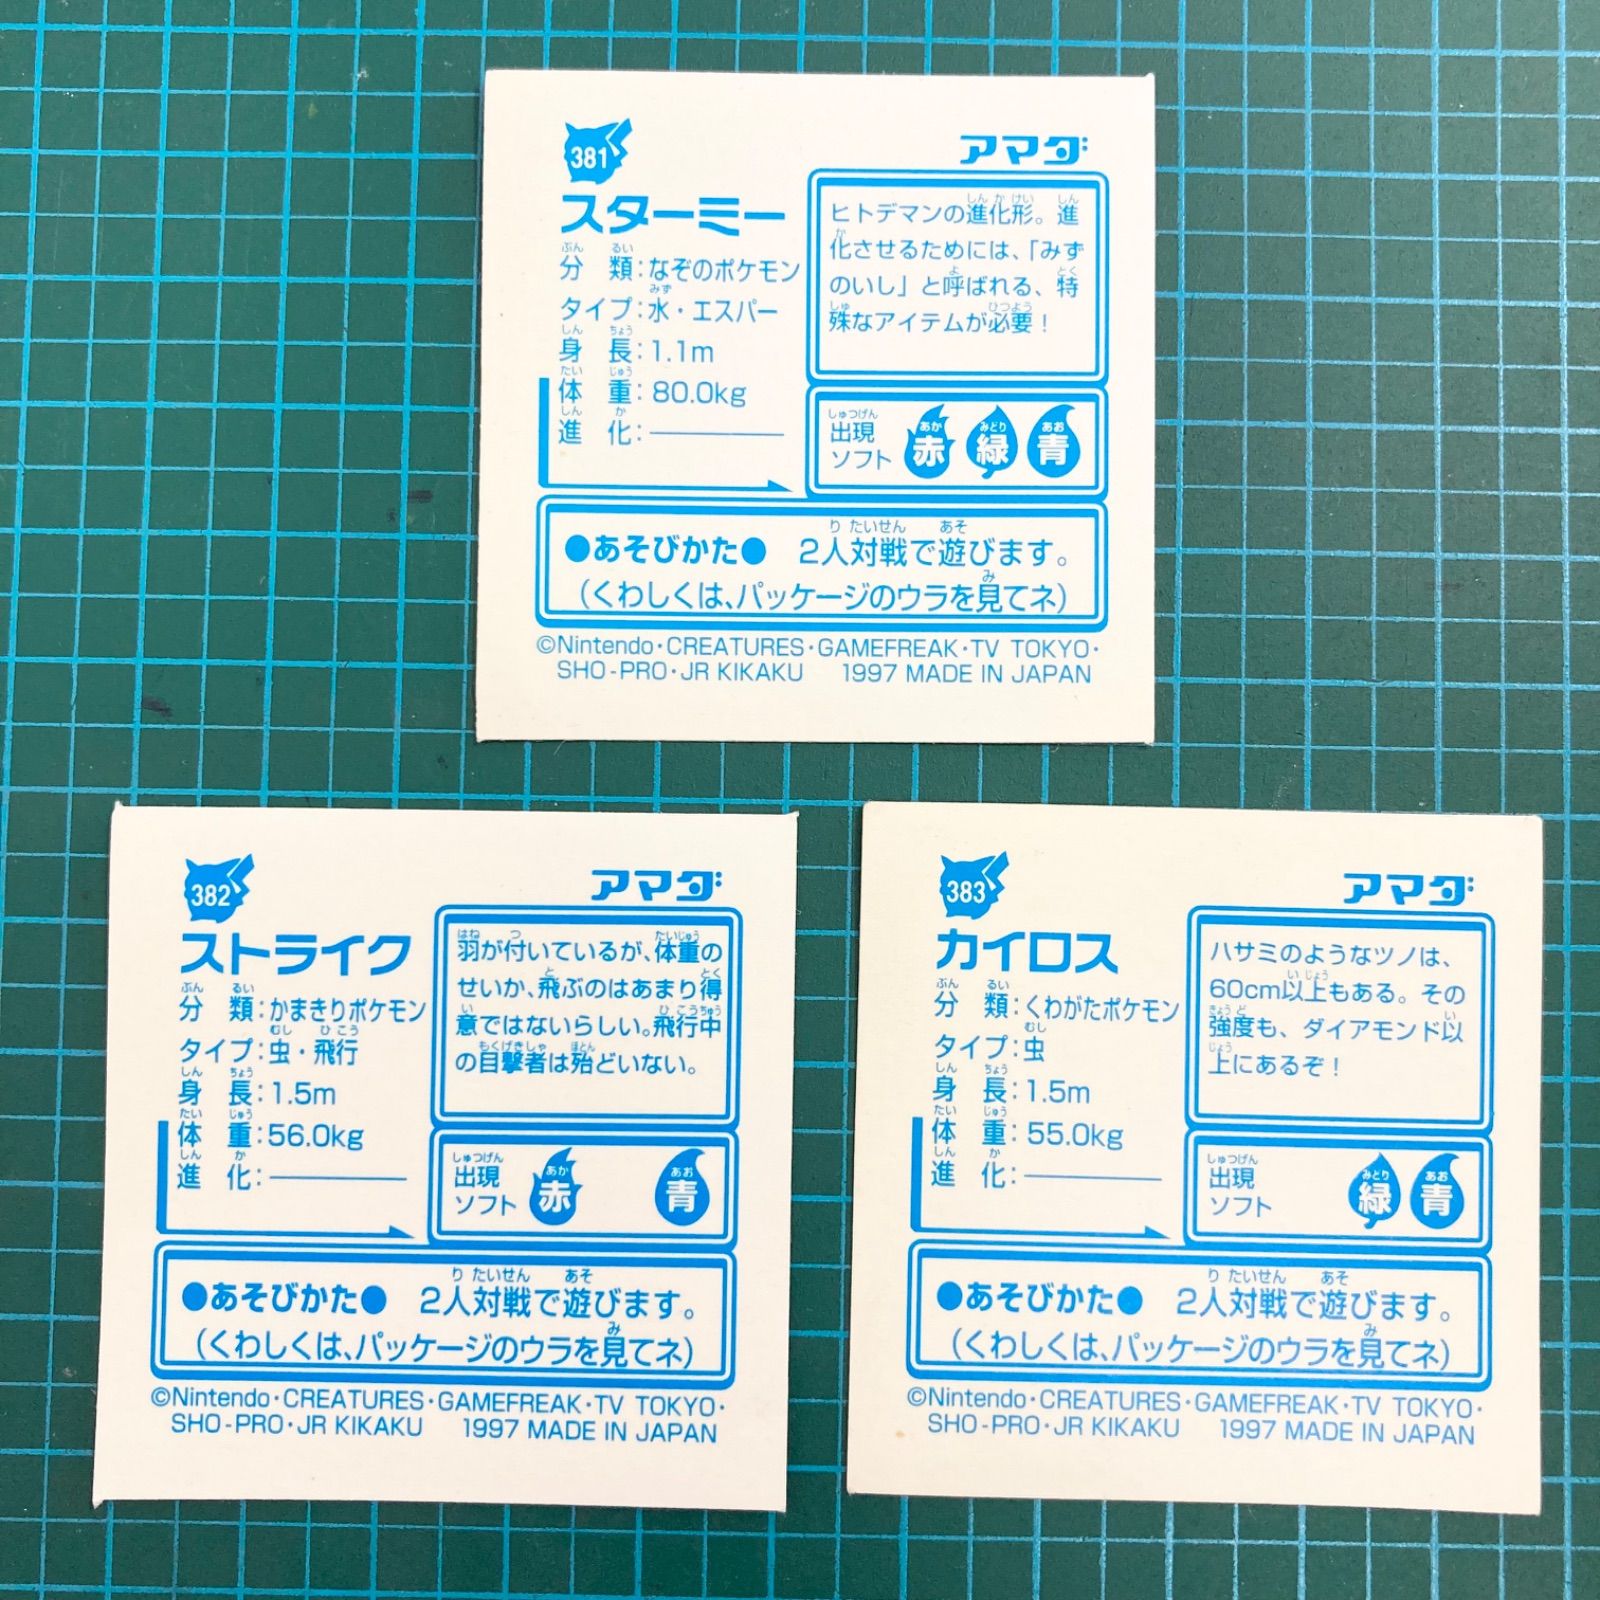 381
アマダ
スターミー
分類:なぞのポケモン
タイプ:水・エスパー
身長:1.1m
体重:80.0kg
進化:
ヒトデマンの進化形。進
化させるためには、「みず
のいし」と呼ばれる、特
殊なアイテムが必要!
出現
ソフト
赤 緑 青
●あそびかた● 2人対戦で遊びます。
(くわしくは、パッケージのウラを見てネ)
©Nintendo・CREATURES・GAMEFREAK・TV TOKYO・
SHO-PRO・JR KIKAKU 1997 MADE IN JAPAN
382
アマダ
ストライク
分類:かまきりポケモン
タイプ:虫・飛行
身長:1.5m
体重:56.0kg
進化:
羽が付いているが、体重の
せいか、飛ぶのはあまり得
意ではないらしい。飛行中
の目撃者は殆どいない。
出現
ソフト
赤 青
●あそびかた● 2人対戦で遊びます。
(くわしくは、パッケージのウラを見てネ)
©Nintendo・CREATURES・GAMEFREAK・TV TOKYO・
SHO-PRO・JR KIKAKU 1997 MADE IN JAPAN
383
アマダ
カイロス
分類:くわがたポケモン
タイプ:虫
身長:1.5m
体重:55.0kg
進化:
ハサミのようなツノは、
60cm以上もある。その
強度も、ダイアモンド以
上にあるぞ!
出現
ソフト
緑 青
●あそびかた● 2人対戦で遊びます。
(くわしくは、パッケージのウラを見てネ)
©Nintendo・CREATURES・GAMEFREAK・TV TOKYO・
SHO-PRO・JR KIKAKU 1997 MADE IN JAPAN